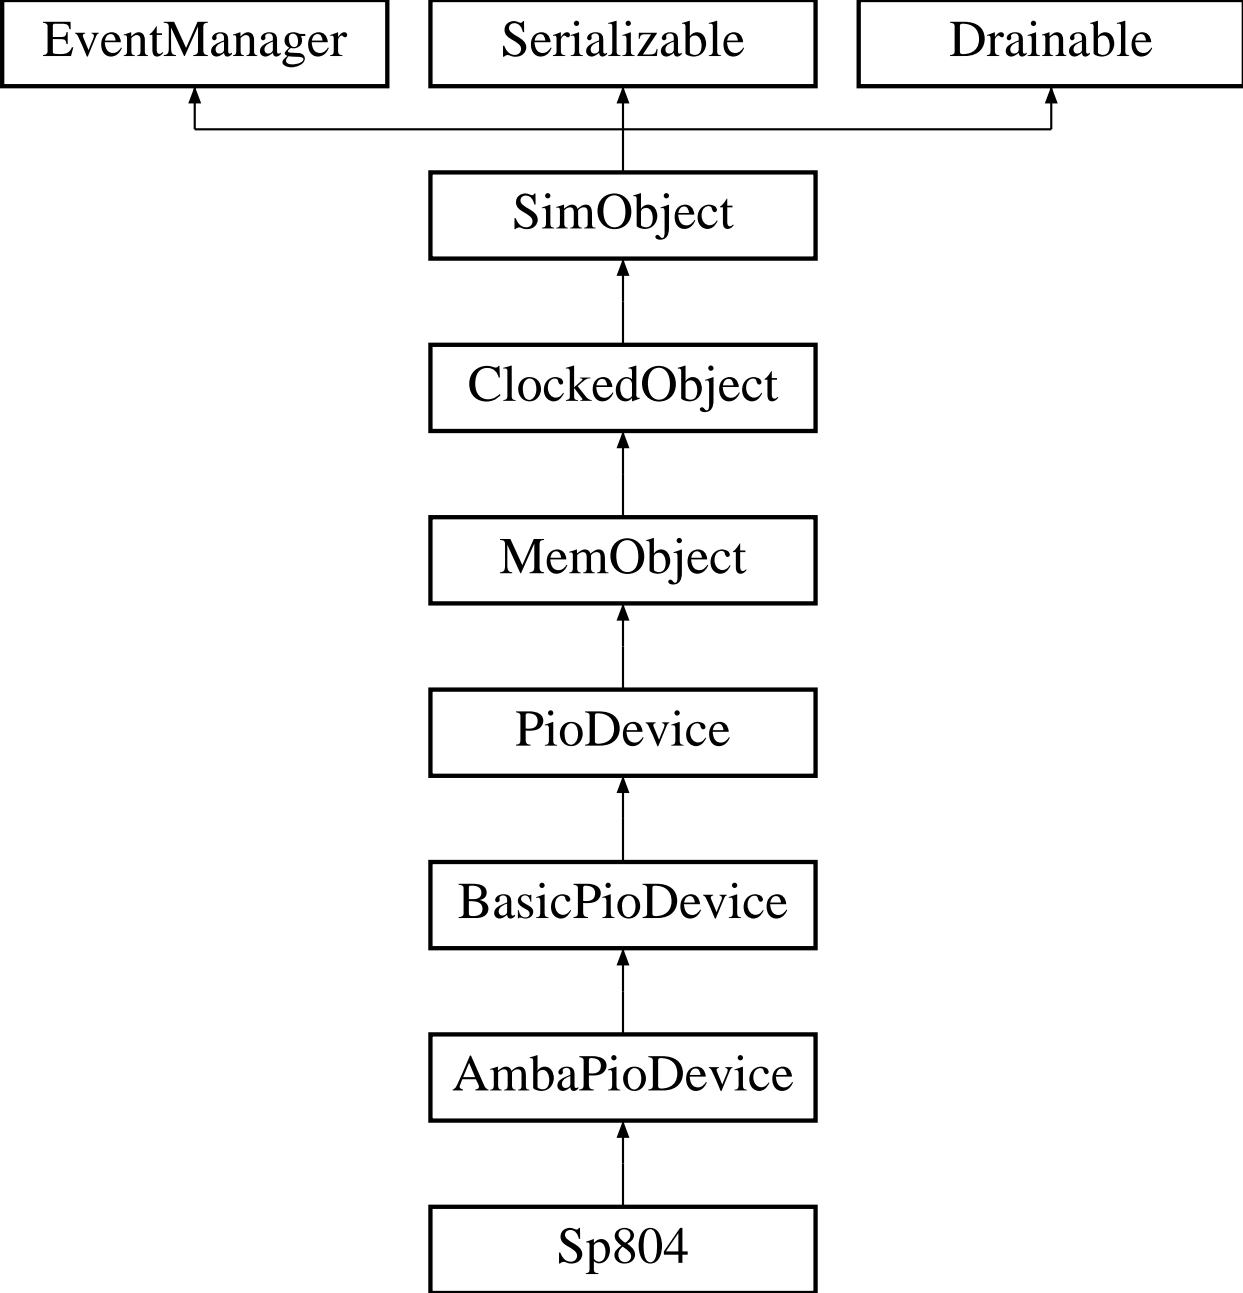 EventManager
Serializable
Drainable
SimObject
ClockedObject
MemObject
PioDevice
BasicPioDevice
AmbaPioDevice
Sp804